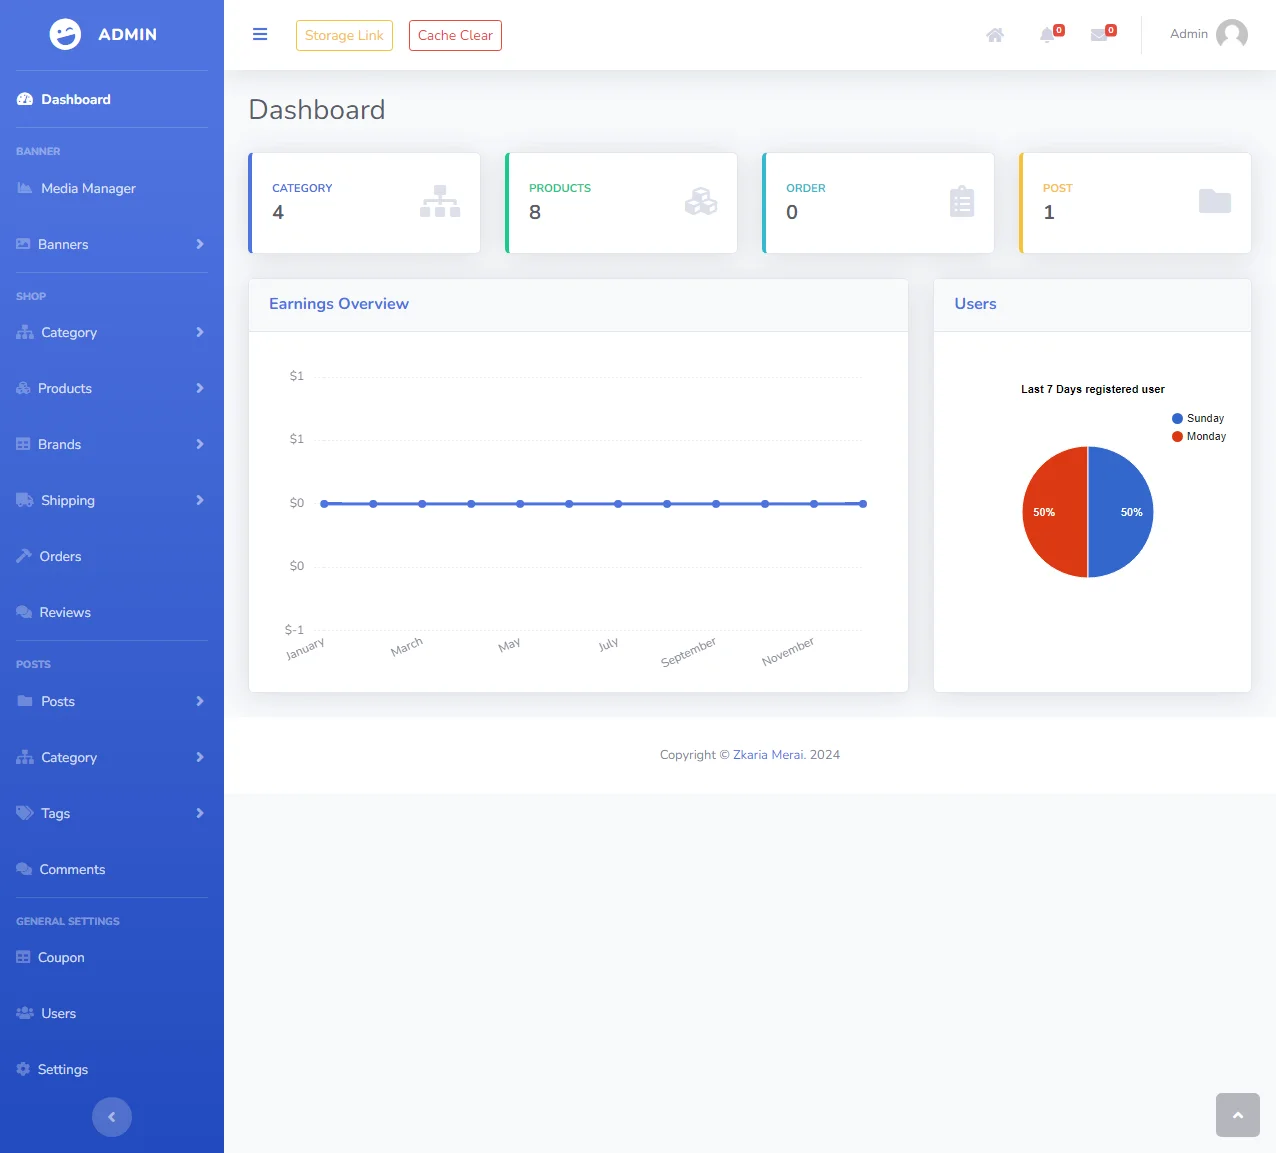 ADMIN
Dashboard
BANNER
Media Manager
Banners
SHOP
Category
Products
Brands
Shipping
Orders
Reviews
POSTS
Posts
Category
Tags
Comments
GENERAL SETTINGS
Coupon
Users
Settings
Storage Link
Cache Clear
0
0
Admin
Dashboard
CATEGORY
4
PRODUCTS
8
ORDER
0
POST
1
Earnings Overview
$1
$1
$0
$0
$-1
January
March
May
July
September
November
Users
Last 7 Days registered user
Sunday
Monday
50%
50%
Copyright © Zkaria Merai. 2024